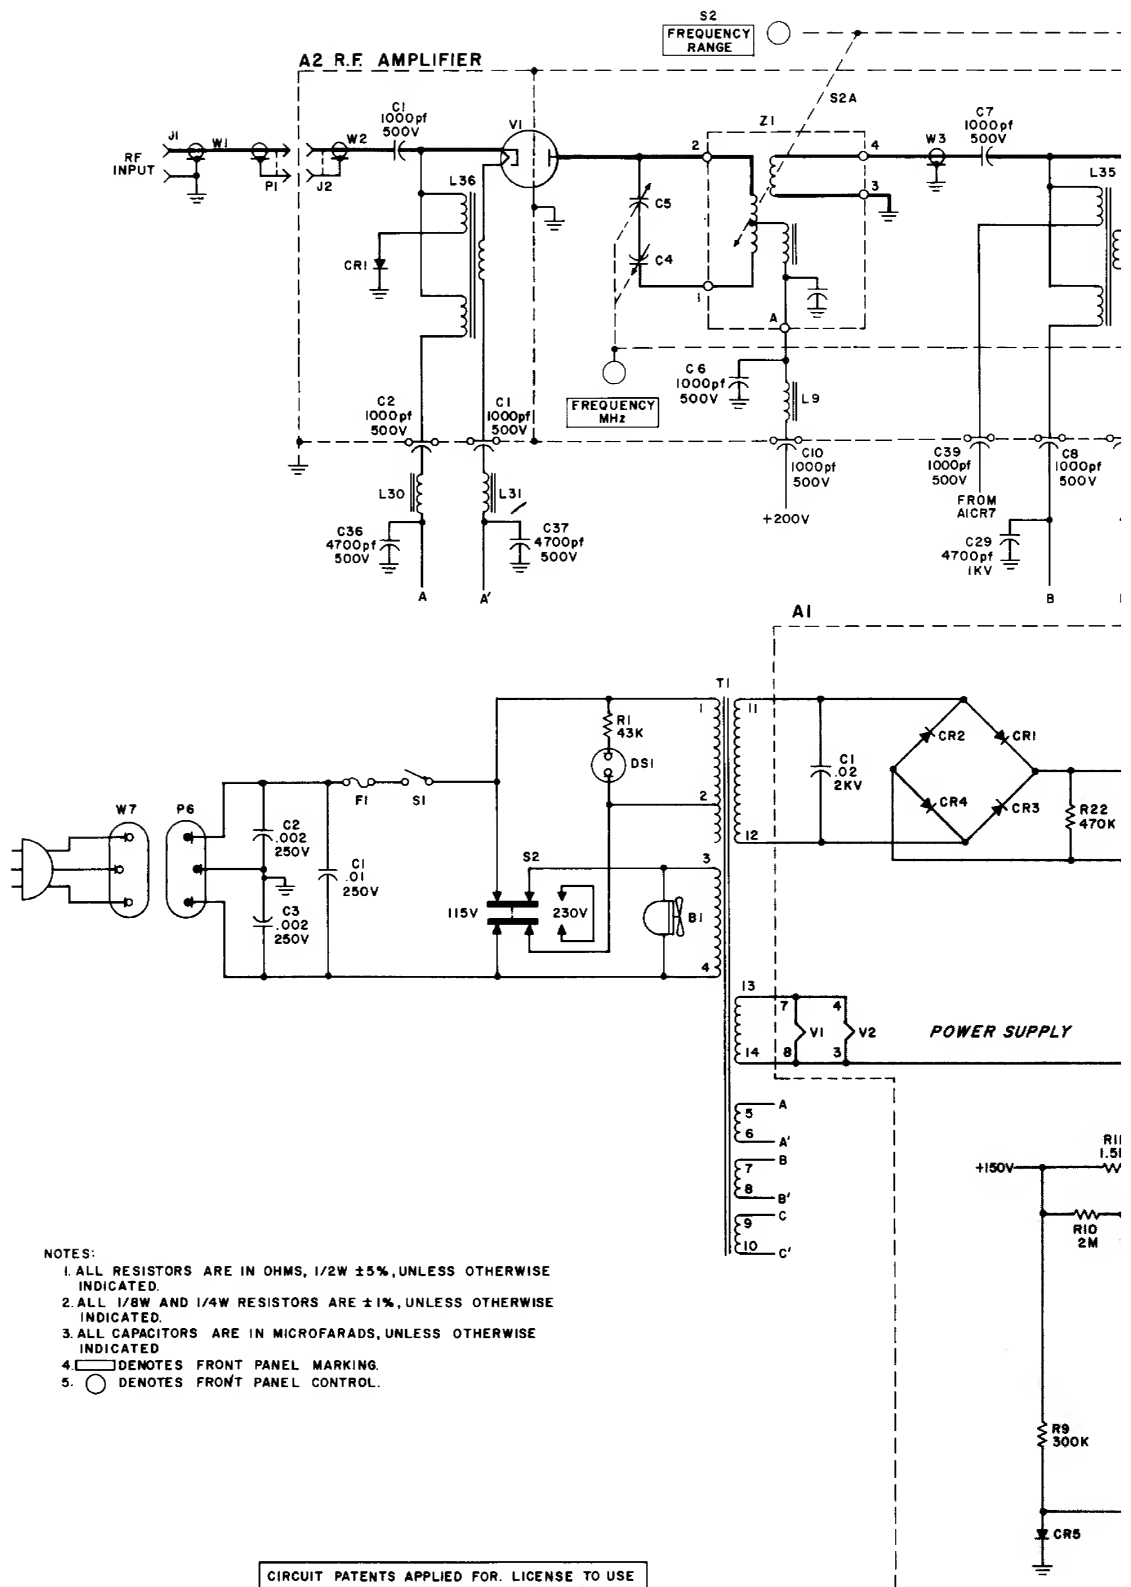 S2
FREQUENCY
RANGE
A2 R.F. AMPLIFIER
S2A
C1
1000pf
500V
V1
Z1
C7
1000pf
500V
J1
W1
W2
2
4
W3
RF
INPUT
P1
J2
L36
L35
3
C5
CR1
C4
1
A
C6
1000pf
500V
L9
FREQUENCY
MHz
C2
1000pf
500V
C1
1000pf
500V
C10
1000pf
500V
C39
1000pf
500V
C8
1000pf
500V
L30
L31
FROM
A1CR7
+200V
C36
4700pf
500V
C37
4700pf
500V
C29
4700pf
1KV
A
A'
B
A1
T1
1
11
R1
43K
CR2
CR1
DS1
C1
.02
2KV
2
F1
S1
W7
P6
CR4
CR3
R22
470K
12
C2
.002
250V
S2
3
C1
.01
250V
115V
230V
B1
C3
.002
250V
4
13
7
4
V1
V2
POWER SUPPLY
14
8
3
A
5
6
A'
B
7
8
B'
C
9
10
C'
R11
+150V
R10
2M
NOTES:
1. ALL RESISTORS ARE IN OHMS, 1/2W ±5%, UNLESS OTHERWISE
INDICATED.
2. ALL 1/8W AND 1/4W RESISTORS ARE ±1%, UNLESS OTHERWISE
INDICATED.
3. ALL CAPACITORS ARE IN MICROFARADS, UNLESS OTHERWISE
INDICATED
4. DENOTES FRONT PANEL MARKING.
5. DENOTES FRONT PANEL CONTROL.
R9
300K
CR5
CIRCUIT PATENTS APPLIED FOR. LICENSE TO USE